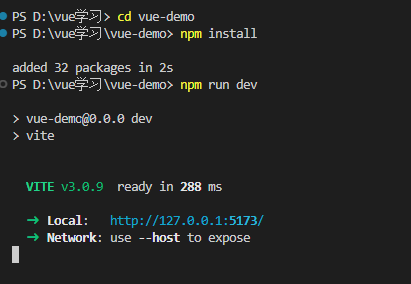 PS D:\vue学习> cd vue-demo
PS D:\vue学习\vue-demo> npm install
added 32 packages in 2s
PS D:\vue学习\vue-demo> npm run dev
> vue-demo@0.0.0 dev
> vite
VITE v3.0.9  ready in 288 ms
➜ Local:   http://127.0.0.1:5173/
➜ Network: use --host to expose